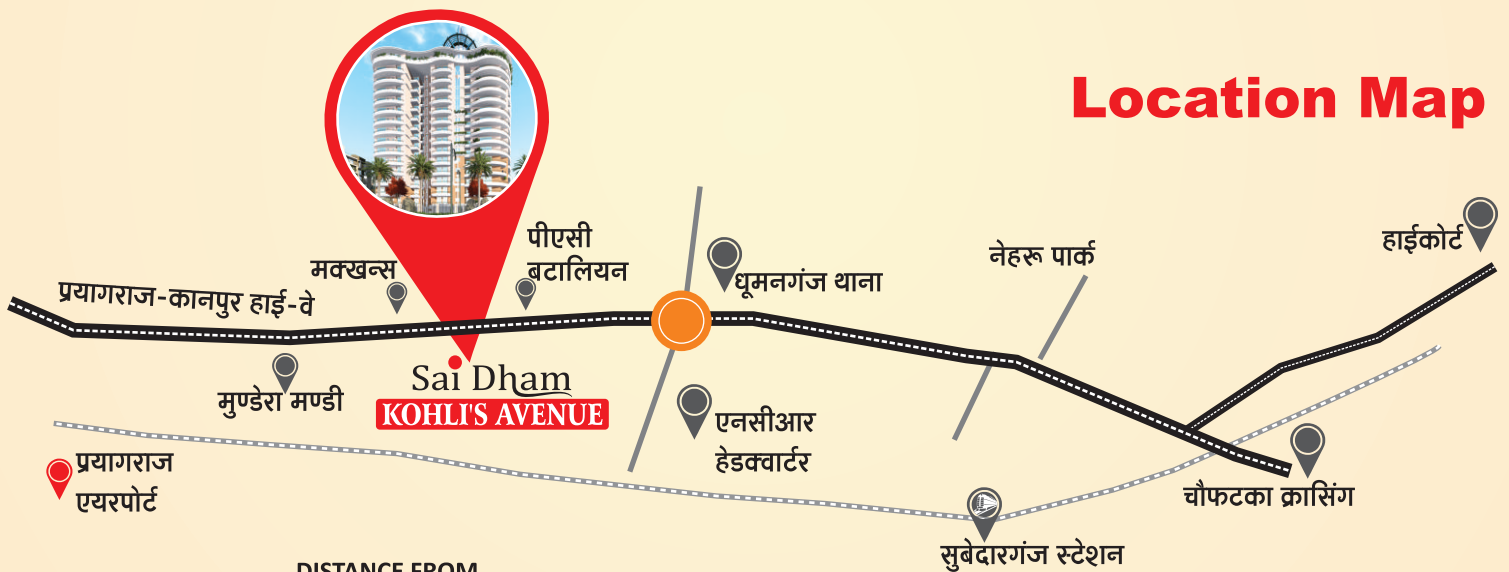 Location Map
पीएसी
बटालियन
मक्खन्स
हाईकोर्ट
नेहरू पार्क
धूमनगंज थाना
प्रयागराज-कानपुर हाई-वे
Sai Dham
KOHLI'S AVENUE
मुण्डेरा मण्डी
एनसीआर
हेडक्वार्टर
प्रयागराज
एयरपोर्ट
चौफटका क्रासिंग
सुबेदारगंज स्टेशन
DISTANCE FROM